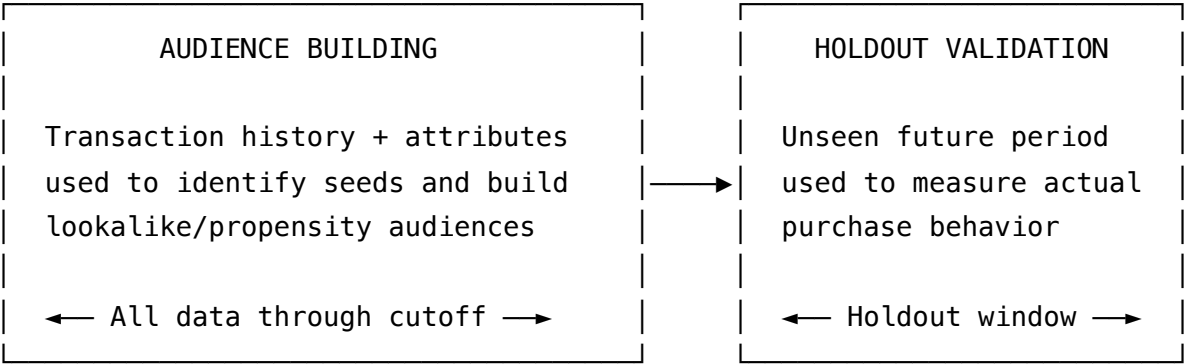 AUDIENCE BUILDING
Transaction history + attributes
used to identify seeds and build
lookalike/propensity audiences
All data through cutoff
HOLDOUT VALIDATION
Unseen future period
used to measure actual
purchase behavior
Holdout window